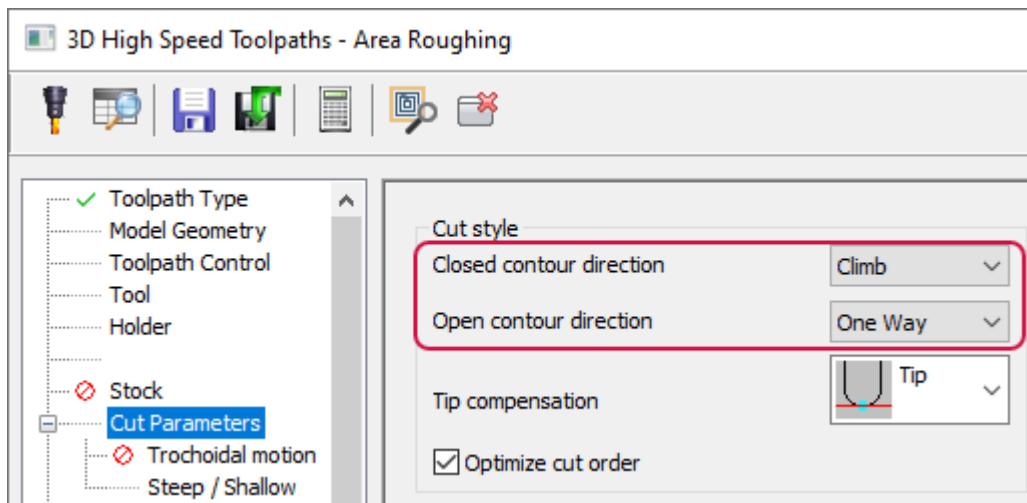 3D High Speed Toolpaths - Area Roughing
Toolpath Type
Model Geometry
Toolpath Control
Tool
Holder
Stock
Cut Parameters
Trochoidal motion
Steep / Shallow
Cut style
Closed contour direction Climb
Open contour direction One Way
Tip compensation Tip
Optimize cut order